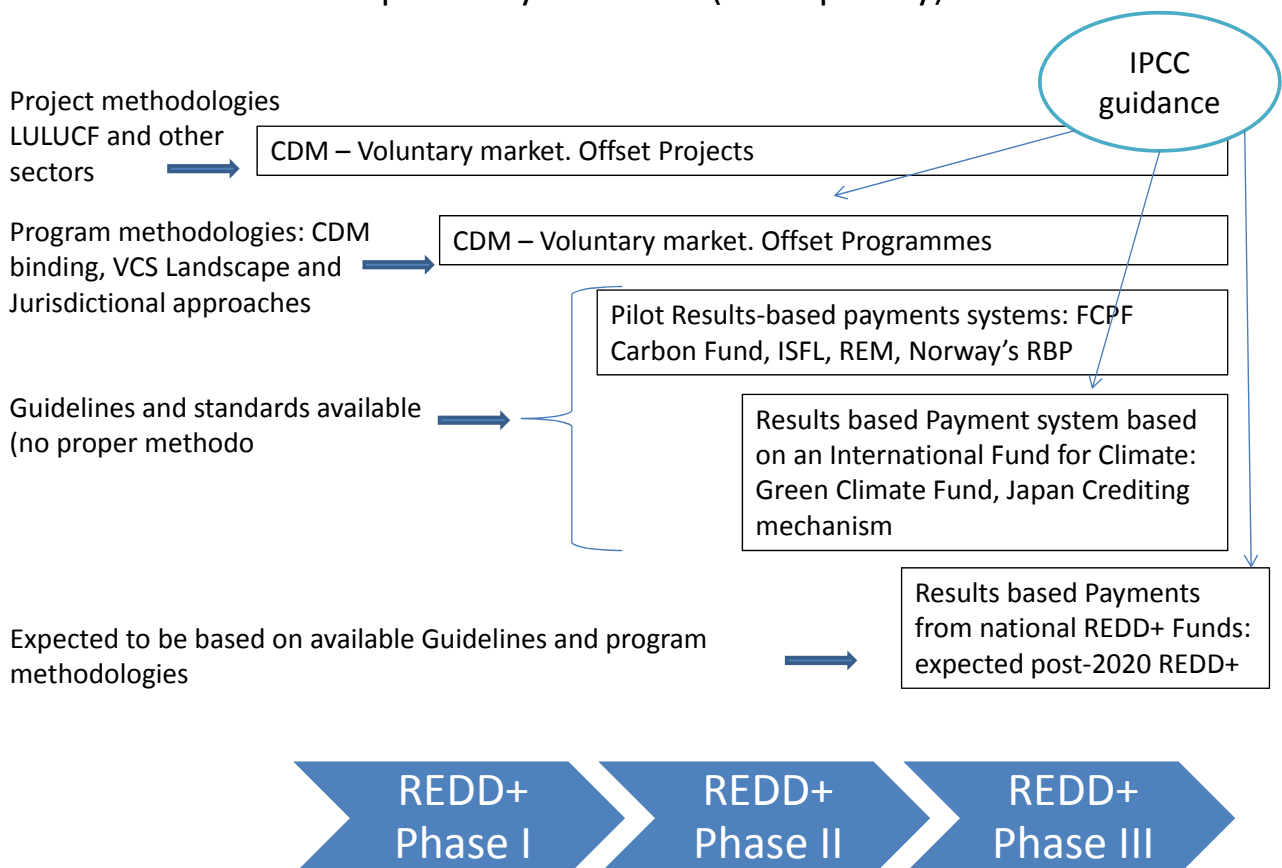 IPCC
guidance
Project methodologies
LULUCF and other
sectors
CDM – Voluntary market. Offset Projects
Program methodologies: CDM
binding, VCS Landscape and
Jurisdictional approaches
CDM – Voluntary market. Offset Programmes
Pilot Results-based payments systems: FCPF
Carbon Fund, ISFL, REM, Norway’s RBP
Guidelines and standards available
(no proper methodo
Results based Payment system based
on an International Fund for Climate:
Green Climate Fund, Japan Crediting
mechanism
Results based Payments
from national REDD+ Funds:
expected post-2020 REDD+
Expected to be based on available Guidelines and program
methodologies
REDD+
Phase I
REDD+
Phase II
REDD+
Phase III